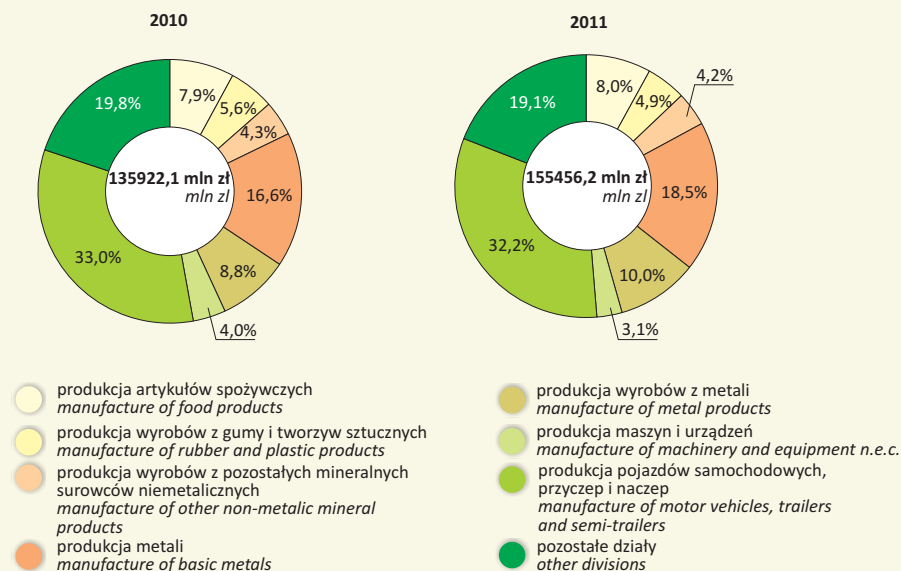 2010
7,9%
5,6%
4,3%
16,6%
8,8%
4,0%
33,0%
19,8%
135922,1 mln zł
mln zl
2011
8,0%
4,9%
4,2%
18,5%
10,0%
3,1%
32,2%
19,1%
155456,2 mln zł
mln zl
produkcja artykułów spożywczych
manufacture of food products
produkcja wyrobów z gumy i tworzyw sztucznych
manufacture of rubber and plastic products
produkcja wyrobów z pozostałych mineralnych
surowców niemetalicznych
manufacture of other non-metalic mineral
products
produkcja metali
manufacture of basic metals
produkcja wyrobów z metali
manufacture of metal products
produkcja maszyn i urządzeń
manufacture of machinery and equipment n.e.c.
produkcja pojazdów samochodowych,
przyczep i naczep
manufacture of motor vehicles, trailers
and semi-trailers
pozostałe działy
other divisions